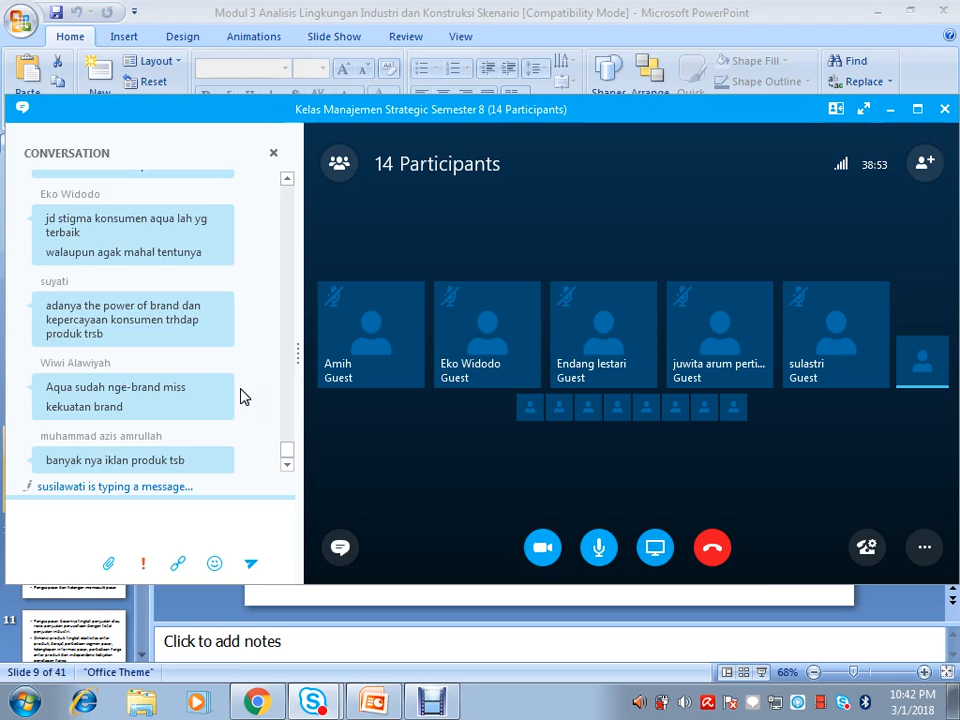 Modul 3 Analisis Lingkungan Industri dan Konstruksi Skenario [Compatibility Mode] - Microsoft PowerPoint
Home Insert Design Slide Show Animations Review View
Paste
New
Layout
Reset
Shapes Arrange Quick
Shape Fill
Shape Outline
Find
Replace
Kelas Manajemen Strategic Semester 8 (14 Participants)
CONVERSATION
Eko Widodo
jd stigma konsumen aqua lah yg
terbaik
walaupun agak mahal tentunya
suyati
adanya the power of brand dan
kepercayaan konsumen trhdap
produk trsb
Wiwi Alawiyah
Aqua sudah nge-brand miss
kekuatan brand
muhammad azis amrullah
banyak nya iklan produk tsb
susilawati is typing a message...
14 Participants
38:53
Amih
Guest
Eko Widodo
Guest
Endang lestari
Guest
juwita arum perti...
Guest
sulastri
Guest
11
Click to add notes
Slide 9 of 41
"Office Theme"
68%
10:42 PM
3/1/2018